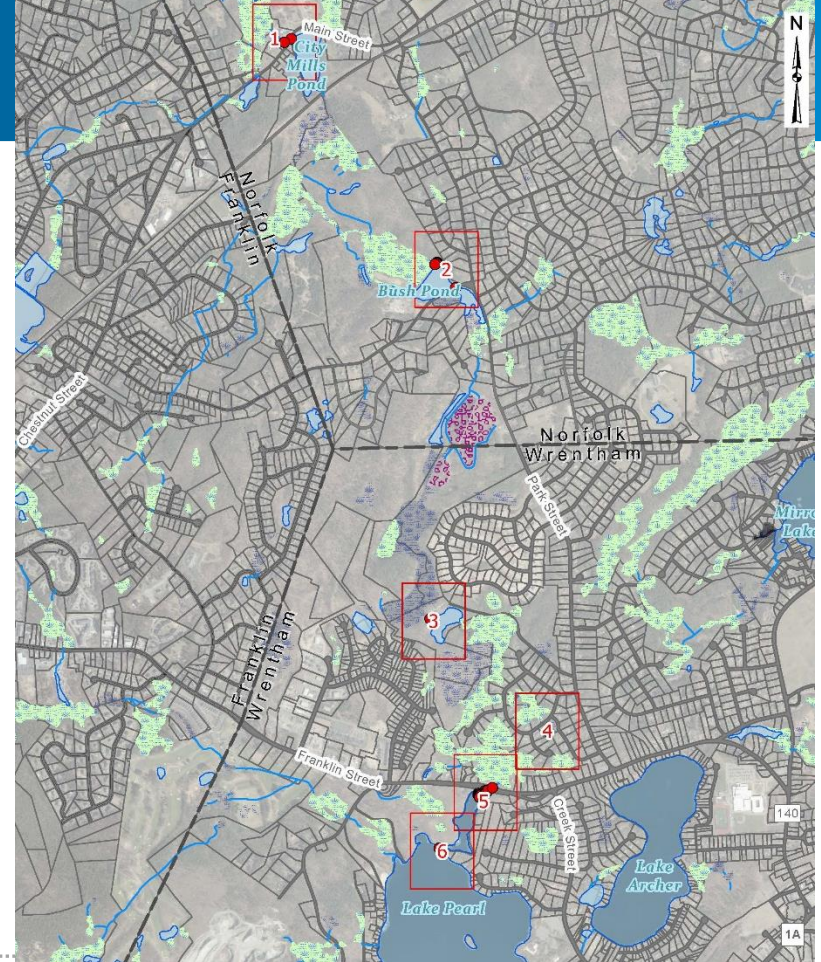 N
Main Street
1
City
Mills
Pond
Norfolk
Franklin
2
Bush Pond
Chestnut Street
Norfolk
Wrentham
Park Street
Lake
3
Franklin
Wrentham
4
Franklin Street
5
Creek Street
140
6
Lake
Archer
Lake Pearl
1A